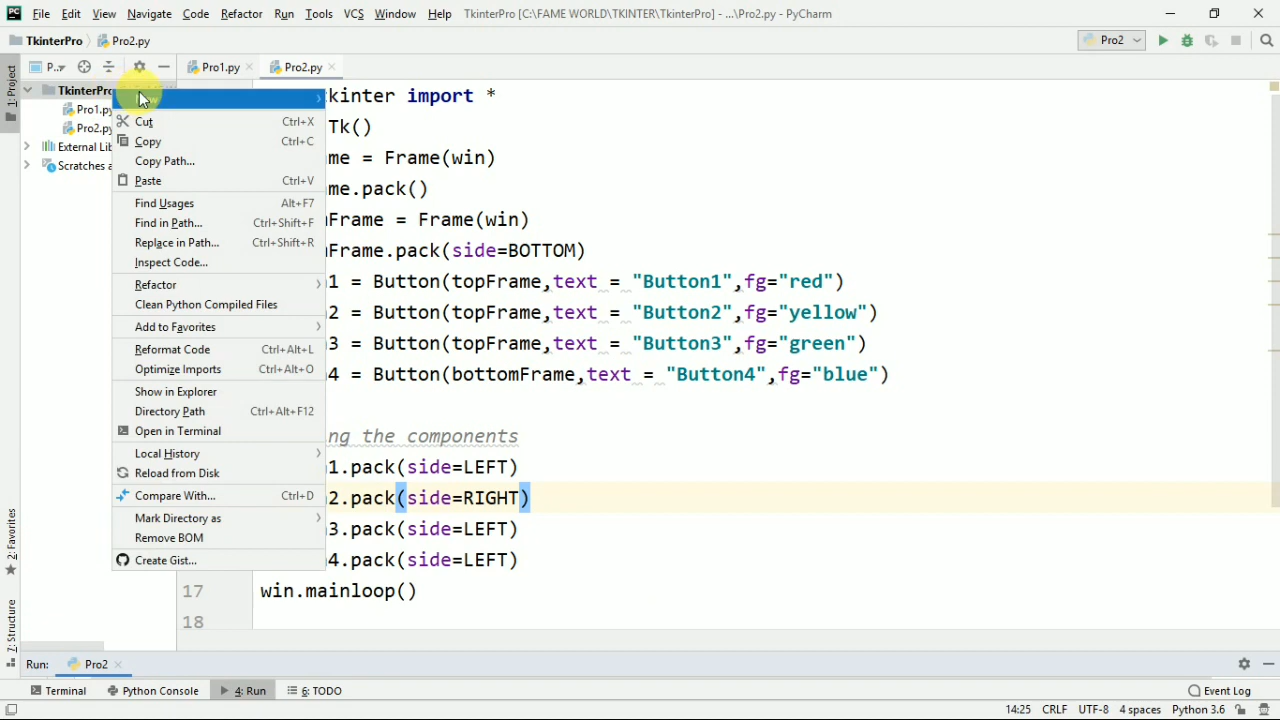 File Edit View Navigate Code Refactor Run Tools VCS Window Help TkinterPro [C:\FAME WORLD\TKINTER\TkinterPro] - ...\Pro2.py - PyCharm
TkinterPro Pro2.py Pro2
P... Pro1.py Pro2.py
1: Project
TkinterPro
Pro1.py
Pro2.py
External Lib
Scratches a
Cut Ctrl+X
Copy Ctrl+C
Copy Path...
Paste Ctrl+V
Find Usages Alt+F7
Find in Path... Ctrl+Shift+F
Replace in Path... Ctrl+Shift+R
Inspect Code...
Refactor
Clean Python Compiled Files
Add to Favorites
Reformat Code Ctrl+Alt+L
Optimize Imports Ctrl+Alt+O
Show in Explorer
Directory Path Ctrl+Alt+F12
Open in Terminal
Local History
Reload from Disk
Compare With... Ctrl+D
Mark Directory as
Remove BOM
Create Gist...
kinter import *
Tk()
me = Frame(win)
me.pack()
Frame = Frame(win)
Frame.pack(side=BOTTOM)
1 = Button(topFrame,text = "Button1",fg="red")
2 = Button(topFrame,text = "Button2",fg="yellow")
3 = Button(topFrame,text = "Button3",fg="green")
4 = Button(bottomFrame,text = "Button4",fg="blue")
ng the components
1.pack(side=LEFT)
2.pack(side=RIGHT)
3.pack(side=LEFT)
4.pack(side=LEFT)
17 win.mainloop()
18
2: Favorites
7: Structure
Run: Pro2
Terminal Python Console 4: Run 6: TODO Event Log
14:25 CRLF UTF-8 4 spaces Python 3.6